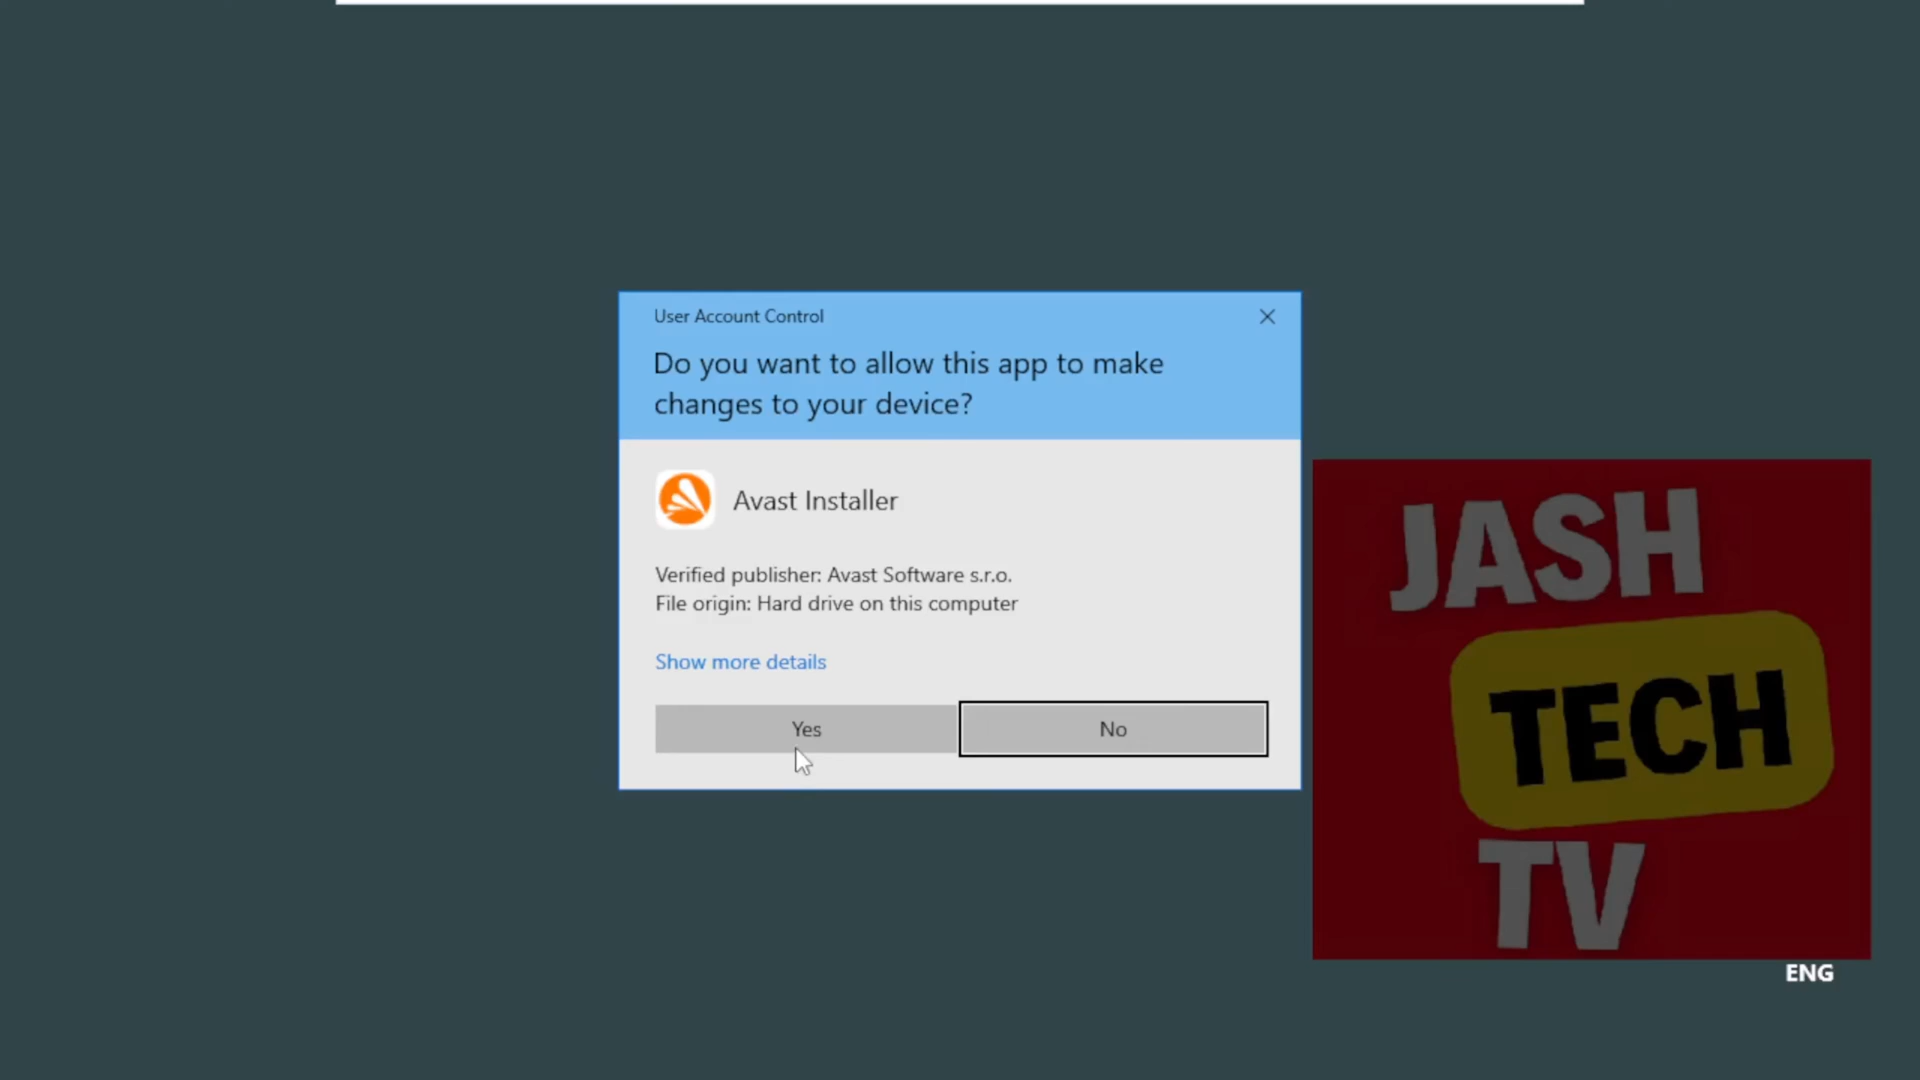 User Account Control
Do you want to allow this app to make
changes to your device?
Avast Installer
Verified publisher: Avast Software s.r.o.
File origin: Hard drive on this computer
Show more details
Yes
No
JASH
TECH
TV
ENG